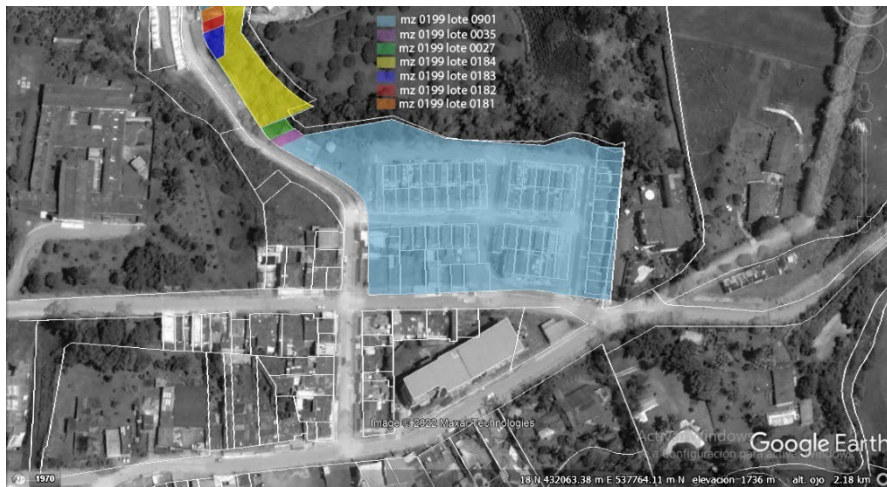 mz 0199 lote 0901
mz 0199 lote 0035
mz 0199 lote 0027
mz 0199 lote 0184
mz 0199 lote 0183
mz 0199 lote 0182
mz 0199 lote 0181
Image © 2022 Maxar Technologies
Google Earth
1970
18 N 432063.38 m E 537764.11 m N elevación 1736 m alt. ojo 2.18 km